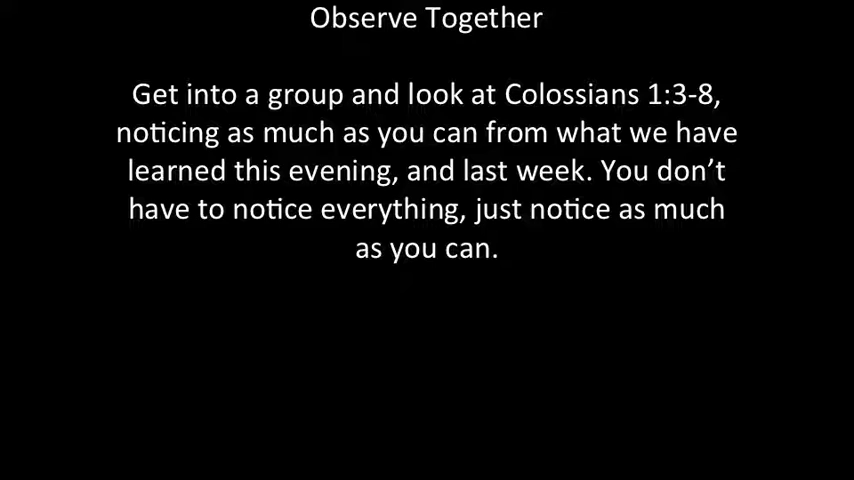 Observe Together
Get into a group and look at Colossians 1:3-8,
noticing as much as you can from what we have
learned this evening, and last week. You don’t
have to notice everything, just notice as much
as you can.